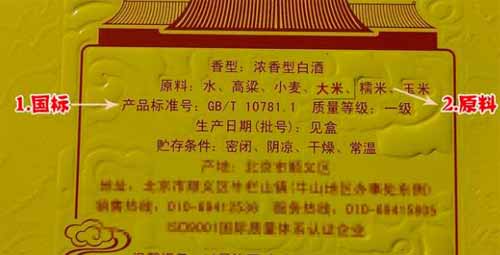 香型：浓香型白酒
原料：水、高粱、小麦、大米、糯米、玉米
1.国标
产品标准号：GB/T 10781.1 质量等级：一级
2.原料
生产日期(批号)：见盒
贮存条件：密闭、阴凉、干燥、常温
产地：北京市顺义区
地址：北京市顺义区牛栏山镇(牛山地区办事处东侧)
销售热线：010-69412538 服务热线：010-69415935
ISO9001国际质量体系认证企业